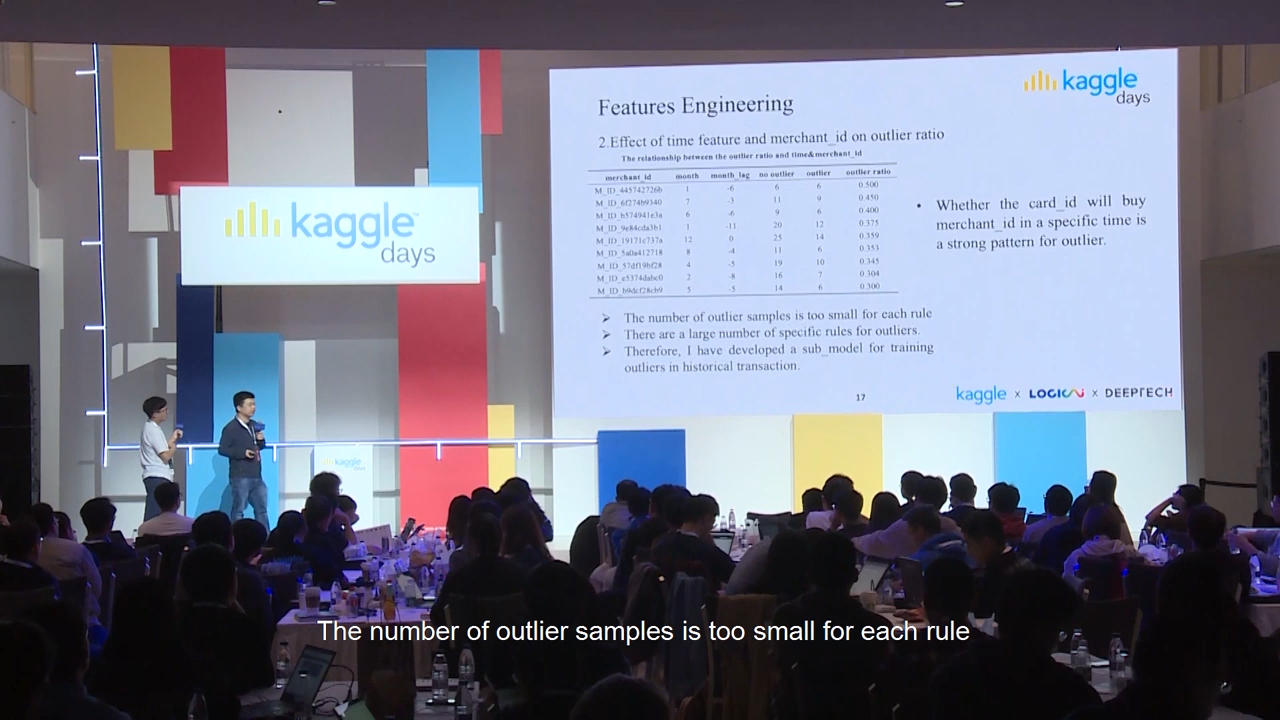 kaggle
days
Features Engineering
kaggle
days
2.Effect of time feature and merchant_id on outlier ratio
The relationship between the outlier ratio and time&merchant_id
merchant_id month month_lag no outlier outlier outlier ratio
M_ID_445742726b 1 -6 6 6 0.500
M_ID_6f274b9340 7 -3 11 9 0.450
M_ID_b574941e3a 6 -6 9 6 0.400
M_ID_9e84cda3b1 1 -11 20 12 0.375
M_ID_19171c737a 12 0 25 14 0.359
M_ID_5a0a412718 8 -4 11 6 0.353
M_ID_57df19bf28 4 -5 19 10 0.345
M_ID_e5374dabc0 2 -8 16 7 0.304
M_ID_b9dcf28cb9 5 -5 14 6 0.300
• Whether the card_id will buy
merchant_id in a specific time is
a strong pattern for outlier.
➢ The number of outlier samples is too small for each rule
➢ There are a large number of specific rules for outliers.
➢ Therefore, I have developed a sub_model for training
outliers in historical transaction.
17
kaggle x LOGIC x DEEPTECH
kaggle
days
The number of outlier samples is too small for each rule